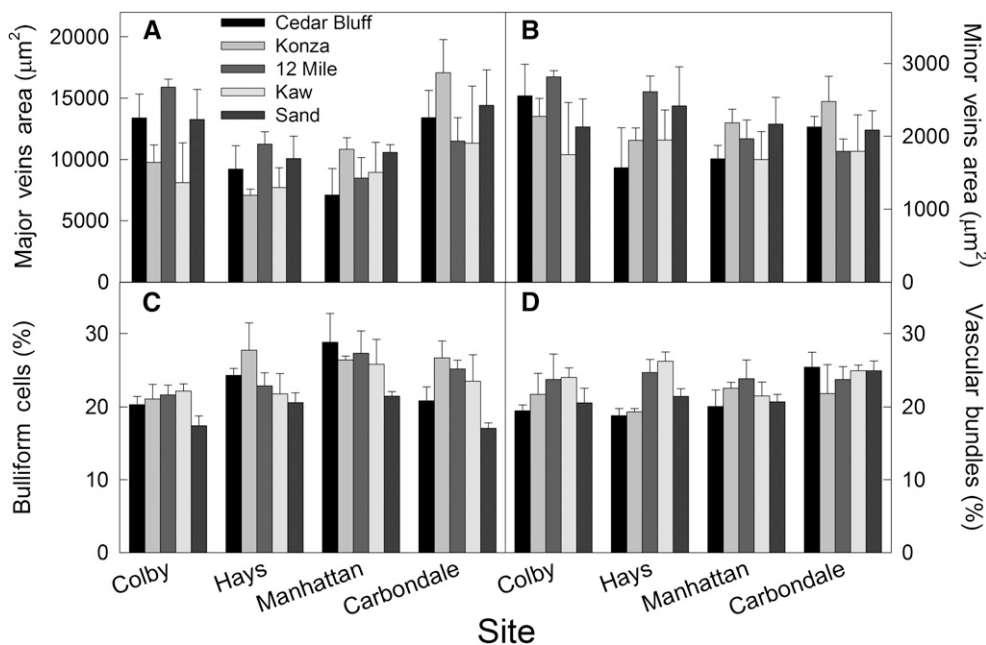 A
Cedar Bluff
Konza
12 Mile
Kaw
Sand
B
Major veins area (μm²)
20000
15000
10000
5000
0
Minor veins area (μm²)
3000
2000
1000
0
C
D
Bulliform cells (%)
30
20
10
0
Vascular bundles (%)
30
20
10
0
Colby
Hays
Manhattan
Carbondale
Colby
Hays
Manhattan
Carbondale
Site